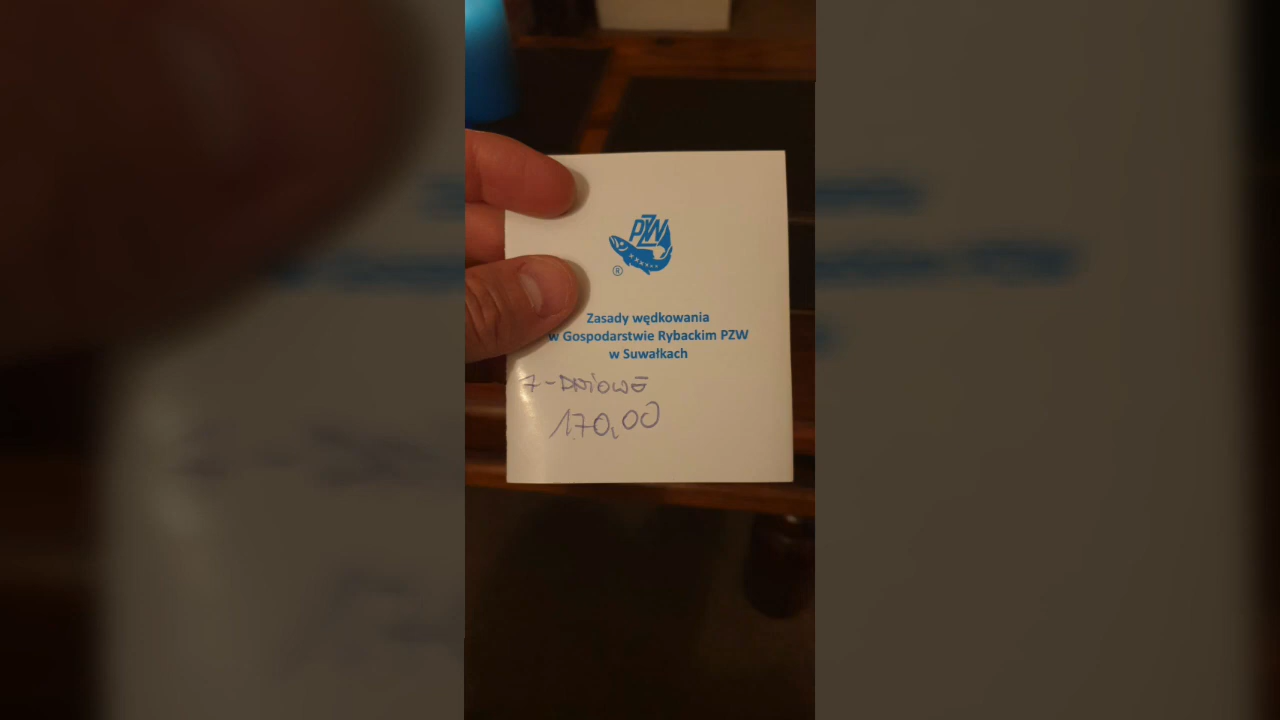 PZW
®
Zasady wędkowania
w Gospodarstwie Rybackim PZW
w Suwałkach
7-DNIOWE
170,00